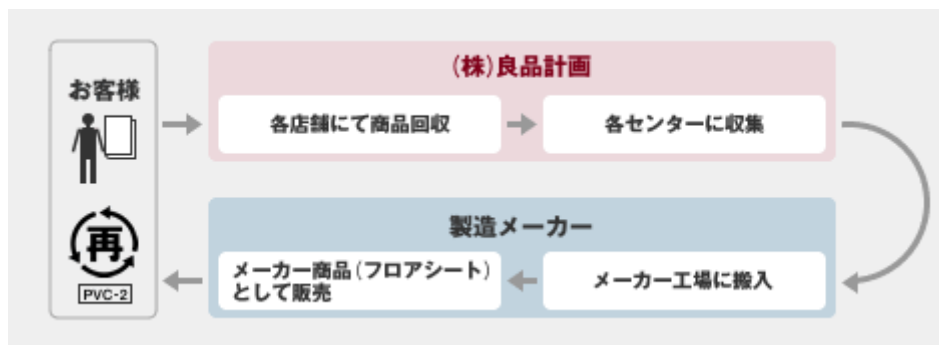 お客様
再
PVC-2
(株)良品計画
各店舗にて商品回収
各センターに収集
製造メーカー
メーカー工場に搬入
メーカー商品(フロアシート)
として販売